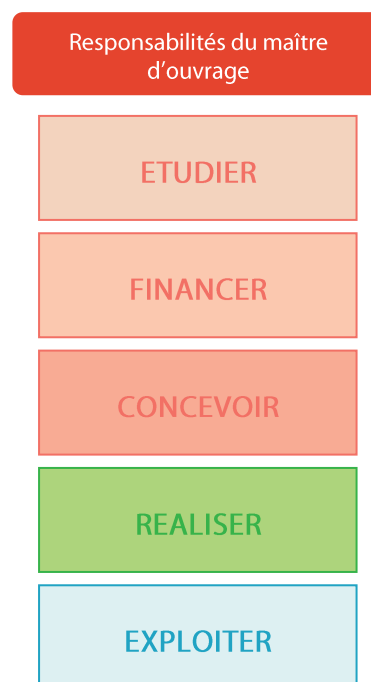 Responsabilités du maître
d’ouvrage
ETUDIER
FINANCER
CONCEVOIR
REALISER
EXPLOITER